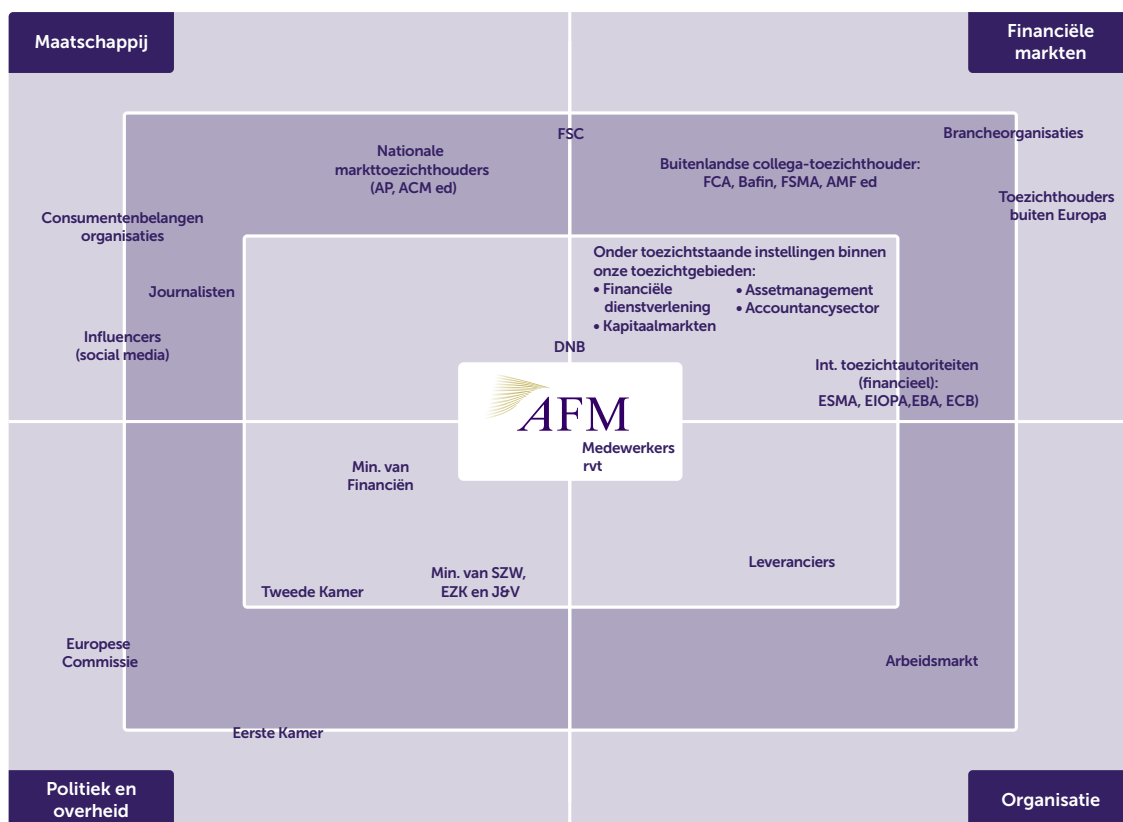 Maatschappij
Financiële
markten
FSC
Brancheorganisaties
Nationale
markttoezichthouders
(AP, ACM ed)
Buitenlandse collega-toezichthouder:
FCA, Bafin, FSMA, AMF ed
Toezichthouders
buiten Europa
Consumentenbelangen
organisaties
Onder toezichtstaande instellingen binnen
onze toezichtgebieden:
• Financiële
dienstverlening
• Kapitaalmarkten
• Assetmanagement
• Accountancysector
Journalisten
Influencers
(social media)
DNB
Int. toezichtautoriteiten
(financieel):
ESMA, EIOPA,EBA, ECB)
AFM
Medewerkers
rvt
Min. van
Financiën
Leveranciers
Min. van SZW,
EZK en J&V
Tweede Kamer
Europese
Commissie
Arbeidsmarkt
Eerste Kamer
Politiek en
overheid
Organisatie